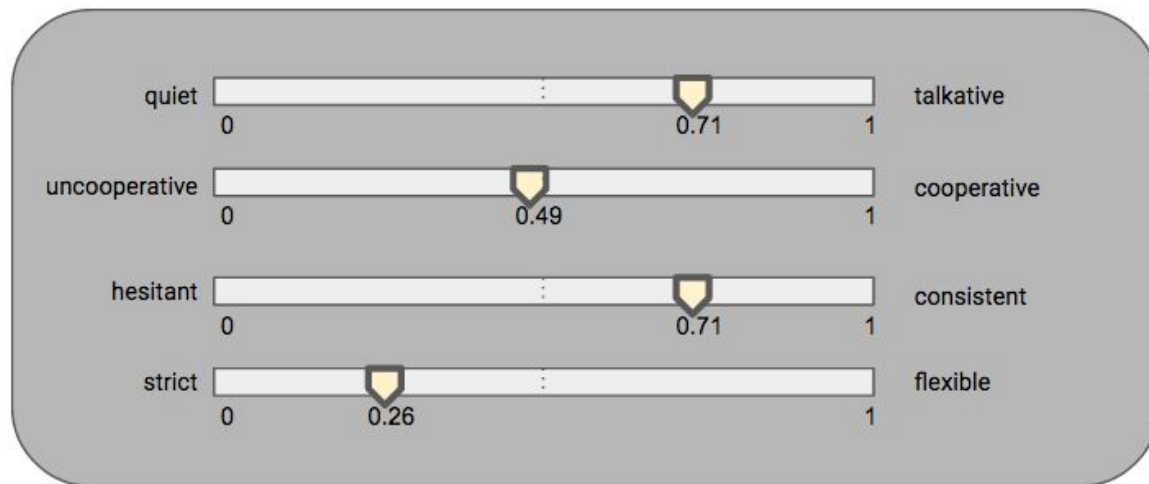 quiet talkative
0 0.71 1
uncooperative cooperative
0 0.49 1
hesitant consistent
0 0.71 1
strict flexible
0 0.26 1